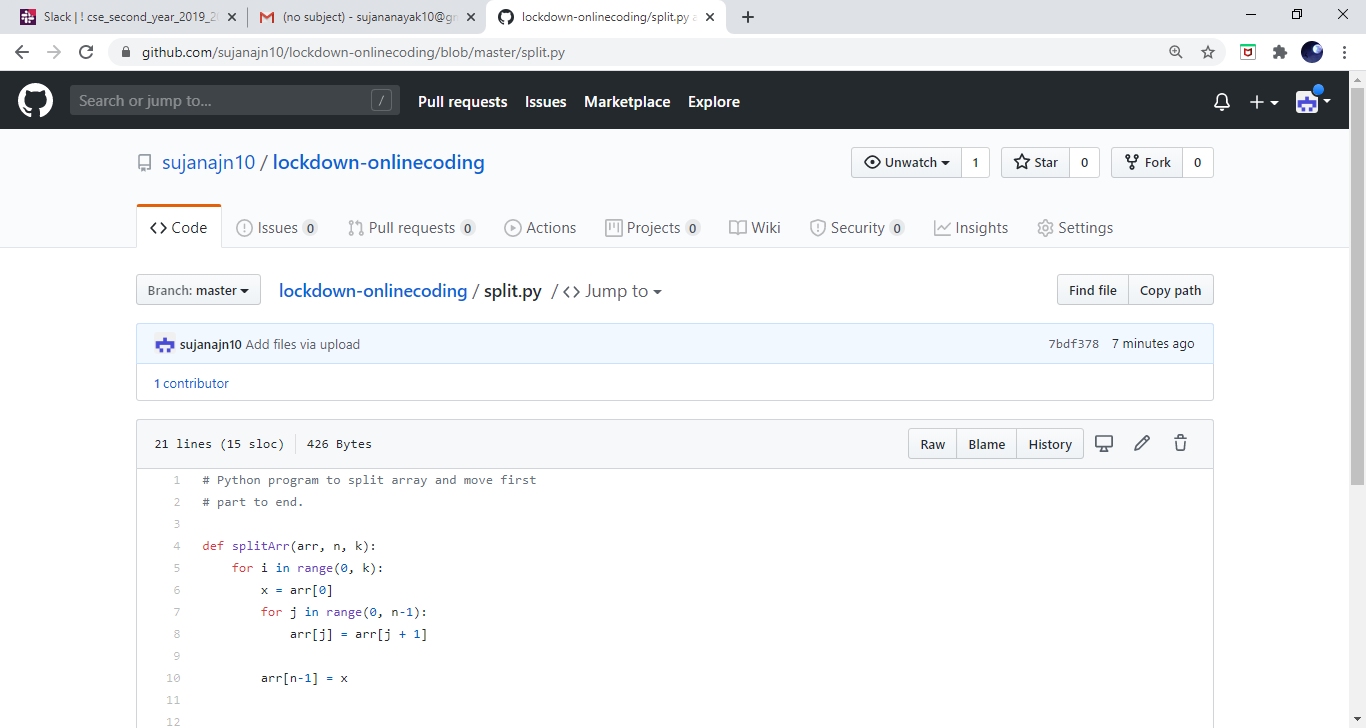 Slack | ! cse_second_year_2019_2
(no subject) - sujananayak10@gm
lockdown-onlinecoding/split.py a
github.com/sujanajn10/lockdown-onlinecoding/blob/master/split.py
Search or jump to... /
Pull requests Issues Marketplace Explore
sujanajn10 / lockdown-onlinecoding
Unwatch 1 Star 0 Fork 0
Code Issues 0 Pull requests 0 Actions Projects 0 Wiki Security 0 Insights Settings
Branch: master lockdown-onlinecoding / split.py / <> Jump to
Find file Copy path
sujanajn10 Add files via upload 7bdf378 7 minutes ago
1 contributor
21 lines (15 sloc) 426 Bytes
Raw Blame History
1 # Python program to split array and move first
2 # part to end.
3
4 def splitArr(arr, n, k):
5 for i in range(0, k):
6 x = arr[0]
7 for j in range(0, n-1):
8 arr[j] = arr[j + 1]
9
10 arr[n-1] = x
11
12